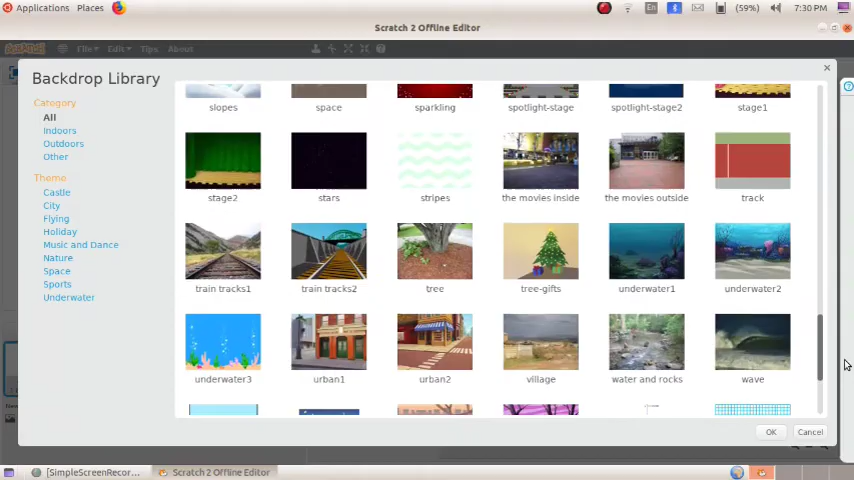 Applications Places En (59%) 7:30 PM
Scratch 2 Offline Editor
File Edit Tips About
Backdrop Library
Category
All
Indoors
Outdoors
Other
Theme
Castle
City
Flying
Holiday
Music and Dance
Nature
Space
Sports
Underwater
slopes space sparkling spotlight-stage spotlight-stage2 stage1
stage2 stars stripes the movies inside the movies outside track
train tracks1 train tracks2 tree tree-gifts underwater1 underwater2
underwater3 urban1 urban2 village water and rocks wave
OK Cancel
[SimpleScreenRecor... Scratch 2 Offline Editor